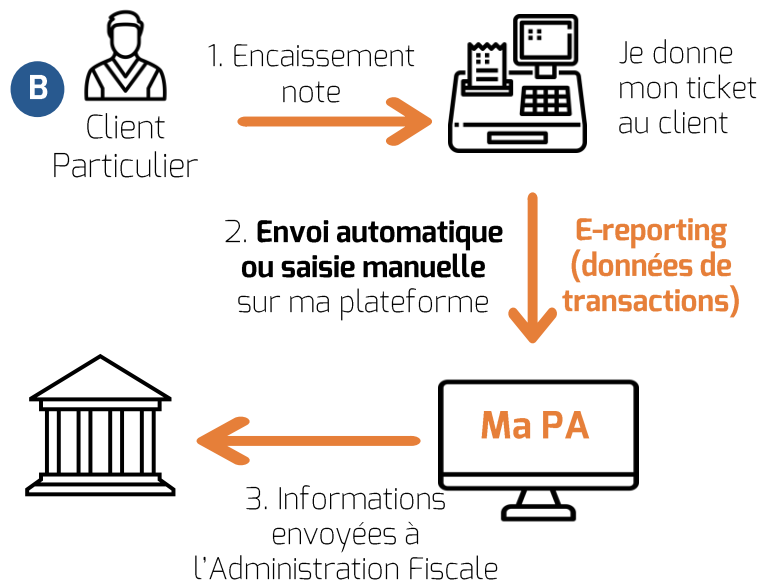 B
Client
Particulier
1. Encaissement
note
Je donne
mon ticket
au client
2. Envoi automatique
ou saisie manuelle
sur ma plateforme
E-reporting
(données de
transactions)
Ma PA
3. Informations
envoyées à
l'Administration Fiscale